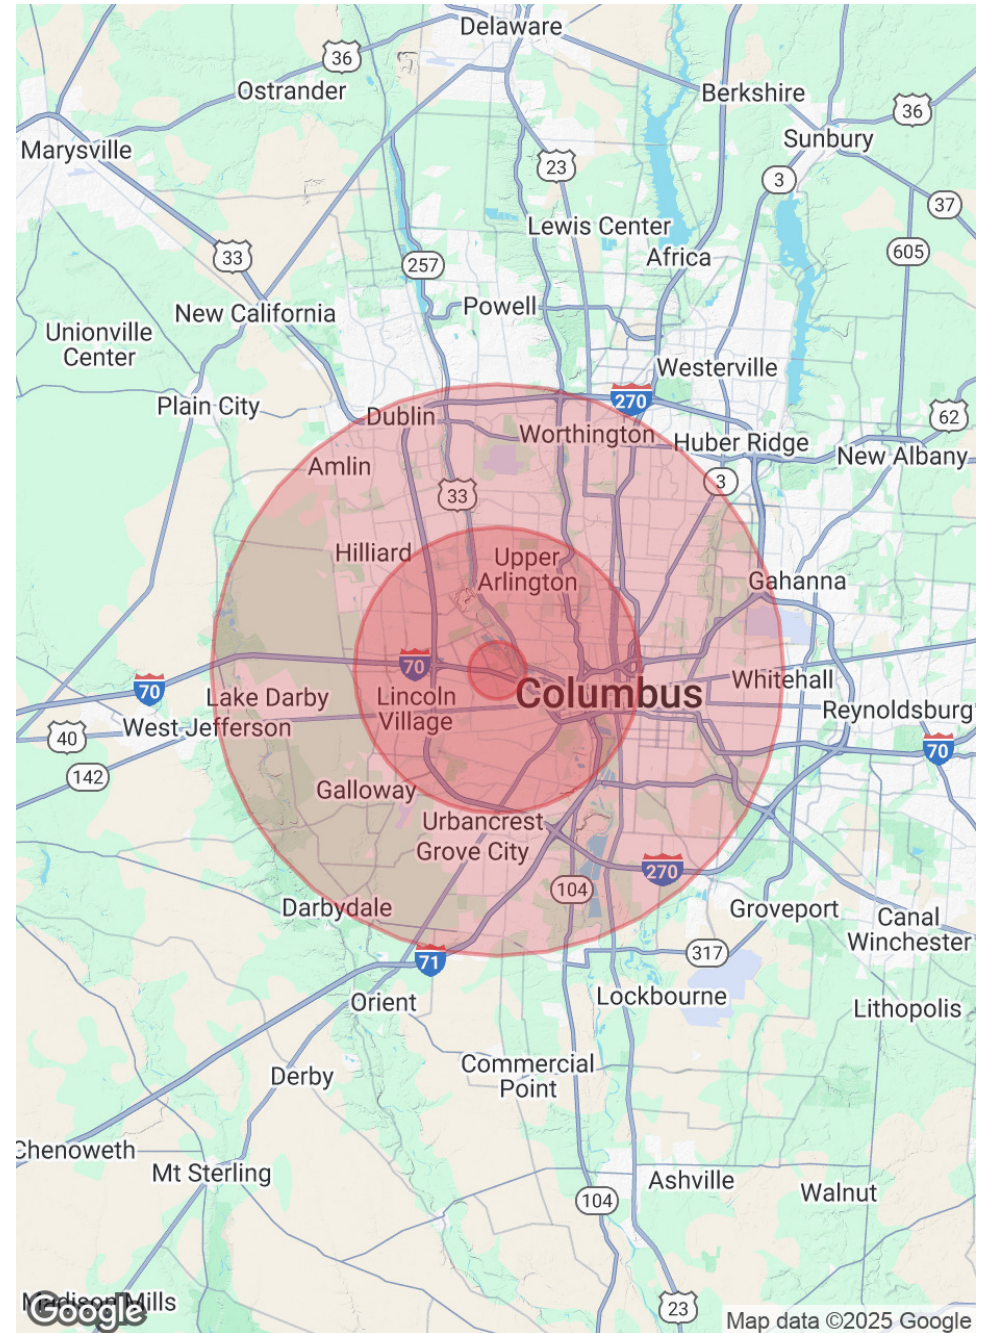 Delaware
36
Ostrander
Berkshire
36
Sunbury
Marysville
23
3
37
Lewis Center
605
33
257
Africa
New California
Powell
Unionville
Center
Westerville
270
Plain City
Dublin
62
Worthington
Huber Ridge
New Albany
Amlin
3
33
Hilliard
Upper
Arlington
Gahanna
70
70
Whitehall
Lake Darby
Lincoln
Village
Columbus
Reynoldsburg
West Jefferson
40
70
142
Galloway
Urbancrest
Grove City
270
104
Darbydale
Groveport
Canal
Winchester
71
317
Orient
Lockbourne
Lithopolis
Commercial
Point
Derby
Chenoweth
Mt Sterling
Ashville
Walnut
104
Madison Mills
Google
23
Map data ©2025 Google